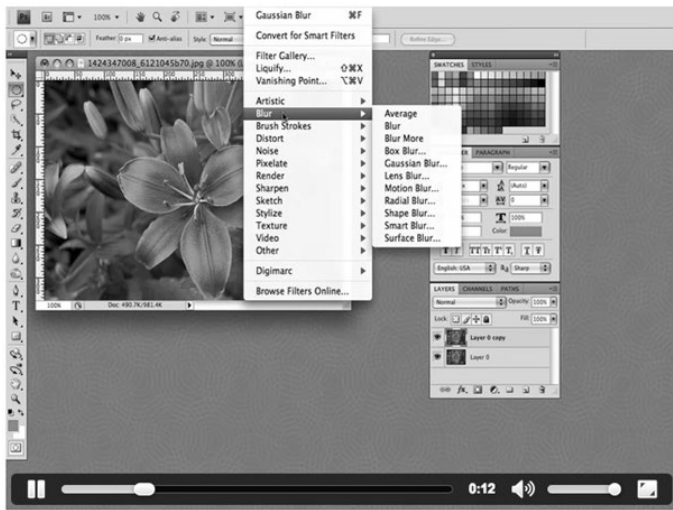 100%
Feather: 0 px
Anti-alias
Style: Normal
Refine Edge...
1424347008_6121045b70.jpg @ 100% (L
Gaussian Blur ⌘F
Convert for Smart Filters
Filter Gallery...
Liquify... ⇧⌘X
Vanishing Point... ⌥⌘V
Artistic
Blur
Brush Strokes
Distort
Noise
Pixelate
Render
Sharpen
Sketch
Stylize
Texture
Video
Other
Digimarc
Browse Filters Online...
Average
Blur
Blur More
Box Blur...
Gaussian Blur...
Lens Blur...
Motion Blur...
Radial Blur...
Shape Blur...
Smart Blur...
Surface Blur...
100%
Doc: 490.7K/981.4K
SWATCHES STYLES
PARAGRAPH
Regular
(Auto)
0
100%
Color:
English: USA
Sharp
LAYERS CHANNELS PATHS
Normal
Opacity: 100%
Lock:
Fill: 100%
Layer 0 copy
Layer 0
0:12